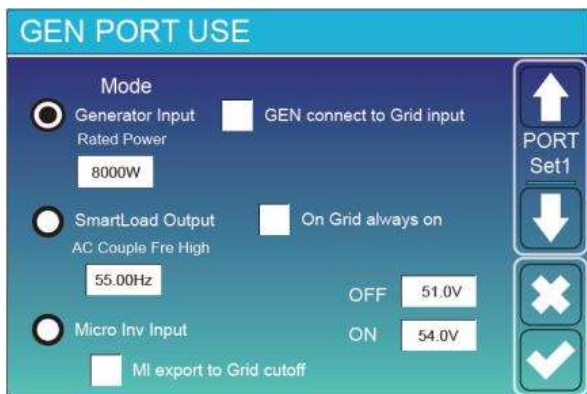 GEN PORT USE
Mode
Generator Input
GEN connect to Grid input
Rated Power
8000W
PORT
Set1
SmartLoad Output
On Grid always on
AC Couple Fre High
55.00Hz
OFF
51.0V
Micro Inv Input
ON
54.0V
MI export to Grid cutoff